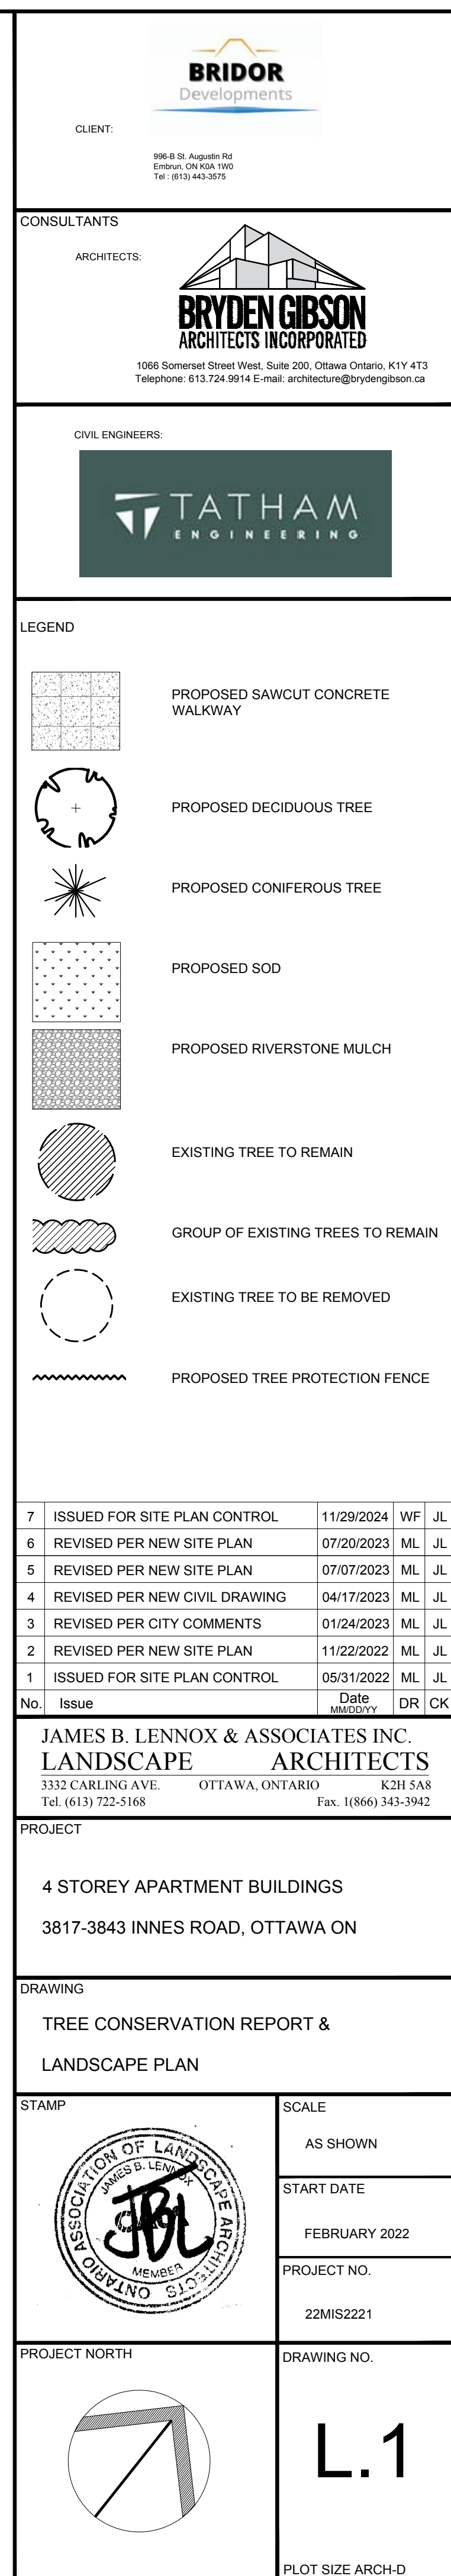 BRIDOR
Developments
CLIENT:
996-B St. Augustin Rd
Embrun, ON K0A 1W0
Tel : (613) 443-3575
CONSULTANTS
ARCHITECTS:
BRYDEN GIBSON
ARCHITECTS INCORPORATED
1066 Somerset Street West, Suite 200, Ottawa Ontario, K1Y 4T3
Telephone: 613.724.9914 E-mail: architecture@brydengibson.ca
CIVIL ENGINEERS:
TATHAM
ENGINEERING
LEGEND
PROPOSED SAWCUT CONCRETE
WALKWAY
PROPOSED DECIDUOUS TREE
PROPOSED CONIFEROUS TREE
PROPOSED SOD
PROPOSED RIVERSTONE MULCH
EXISTING TREE TO REMAIN
GROUP OF EXISTING TREES TO REMAIN
EXISTING TREE TO BE REMOVED
PROPOSED TREE PROTECTION FENCE
7 ISSUED FOR SITE PLAN CONTROL 11/29/2024 WF JL
6 REVISED PER NEW SITE PLAN 07/20/2023 ML JL
5 REVISED PER NEW SITE PLAN 07/07/2023 ML JL
4 REVISED PER NEW CIVIL DRAWING 04/17/2023 ML JL
3 REVISED PER CITY COMMENTS 01/24/2023 ML JL
2 REVISED PER NEW SITE PLAN 11/22/2022 ML JL
1 ISSUED FOR SITE PLAN CONTROL 05/31/2022 ML JL
No. Issue Date MM/DD/YY DR CK
JAMES B. LENNOX & ASSOCIATES INC.
LANDSCAPE ARCHITECTS
3332 CARLING AVE. OTTAWA, ONTARIO K2H 5A8
Tel. (613) 722-5168 Fax. 1(866) 343-3942
PROJECT
4 STOREY APARTMENT BUILDINGS
3817-3843 INNES ROAD, OTTAWA ON
DRAWING
TREE CONSERVATION REPORT &
LANDSCAPE PLAN
STAMP
ONTARIO ASSOCIATION OF LANDSCAPE ARCHITECTS
JAMES B. LENNOX
MEMBER
SCALE
AS SHOWN
START DATE
FEBRUARY 2022
PROJECT NO.
22MIS2221
PROJECT NORTH
DRAWING NO.
L.1
PLOT SIZE ARCH-D